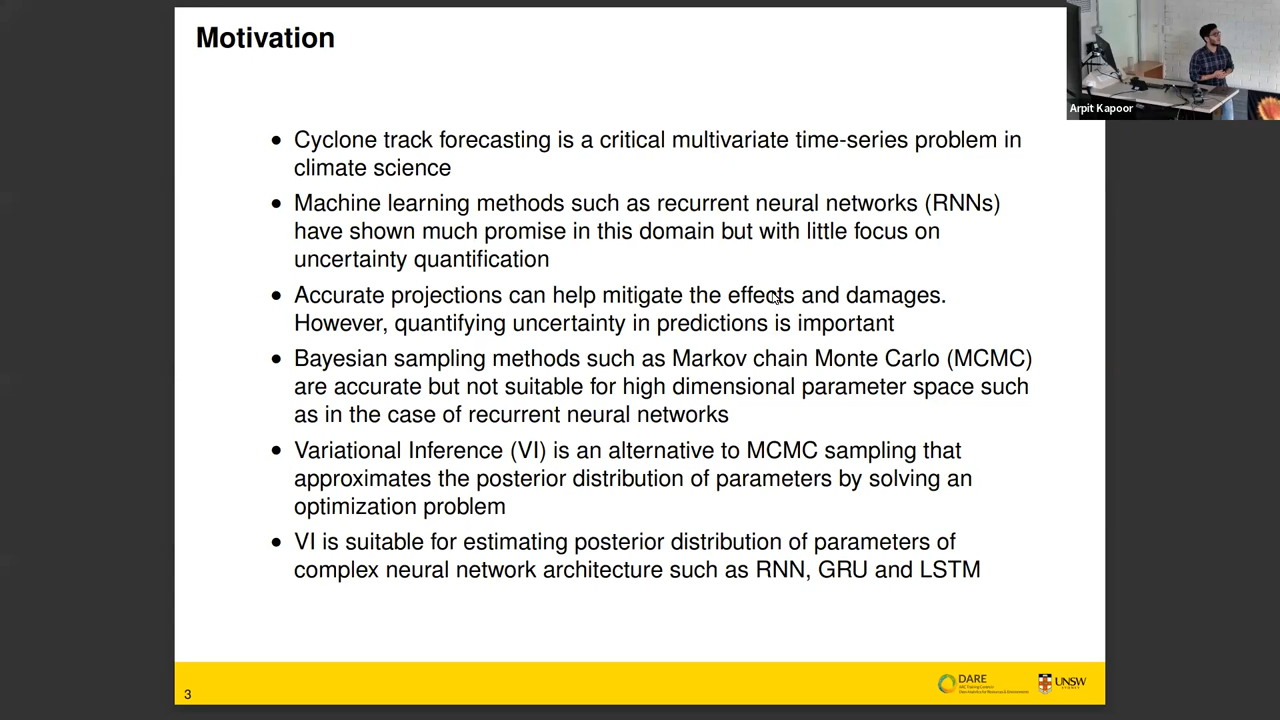 Motivation
Arpit Kapoor
• Cyclone track forecasting is a critical multivariate time-series problem in
climate science
• Machine learning methods such as recurrent neural networks (RNNs)
have shown much promise in this domain but with little focus on
uncertainty quantification
• Accurate projections can help mitigate the effects and damages.
However, quantifying uncertainty in predictions is important
• Bayesian sampling methods such as Markov chain Monte Carlo (MCMC)
are accurate but not suitable for high dimensional parameter space such
as in the case of recurrent neural networks
• Variational Inference (VI) is an alternative to MCMC sampling that
approximates the posterior distribution of parameters by solving an
optimization problem
• VI is suitable for estimating posterior distribution of parameters of
complex neural network architecture such as RNN, GRU and LSTM
3
DARE
UNSW